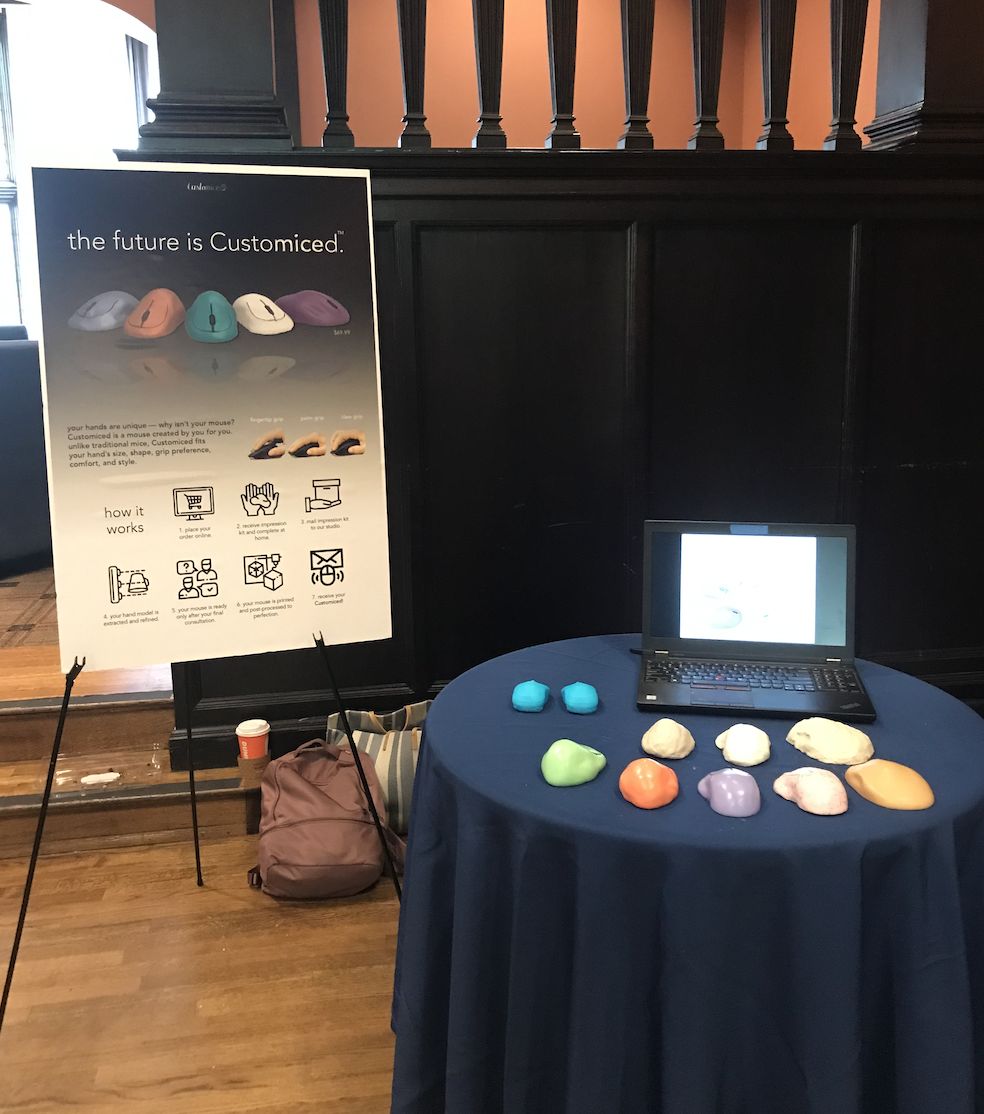 Customiced
the future is Customiced.™
$69.99
your hands are unique — why isn't your mouse?
Customiced is a mouse created by you for you.
unlike traditional mice, Customiced fits
your hand's size, shape, grip preference,
comfort, and style.
fingertip grip
palm grip
claw grip
how it
works
1. place your
order online.
2. receive impression
kit and complete at
home.
3. mail impression kit
to our studio.
4. your hand model is
extracted and refined.
5. your mouse is ready
only after your final
consultation.
6. your mouse is printed
and post-processed to
perfection.
7. receive your
Customiced!